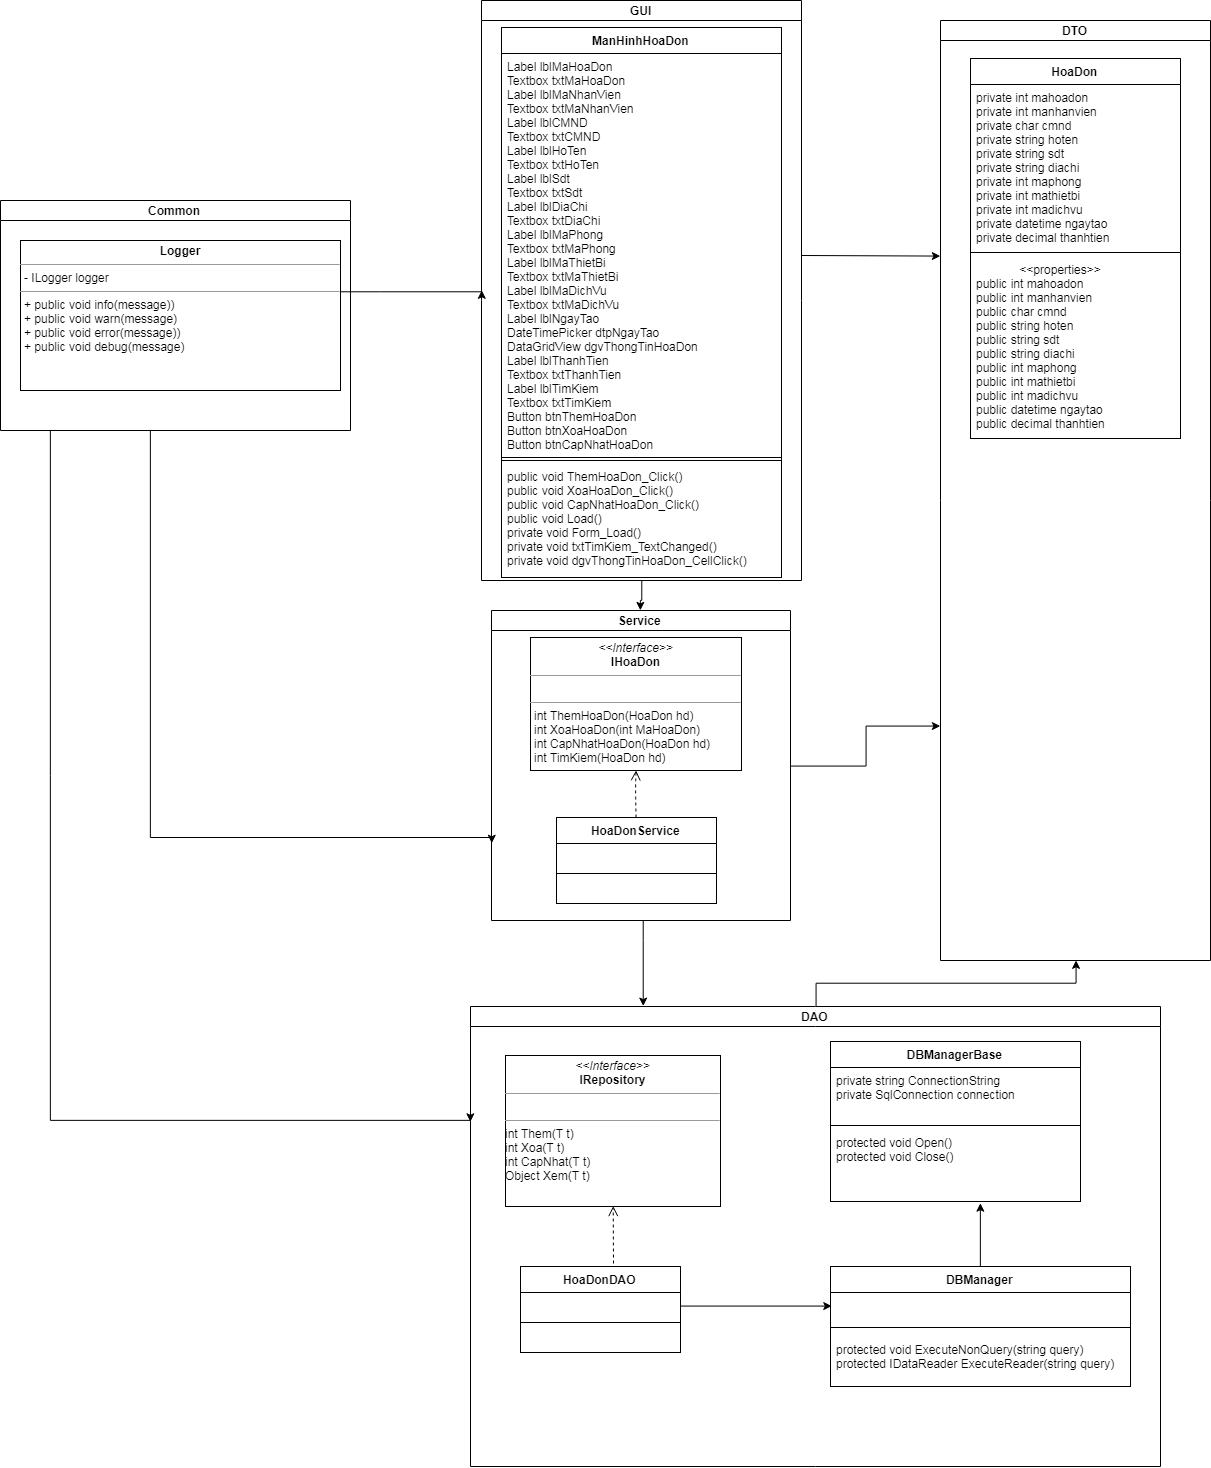 GUI
ManHinhHoaDon
Label lblMaHoaDon
Textbox txtMaHoaDon
Label lblMaNhanVien
Textbox txtMaNhanVien
Label lblCMND
Textbox txtCMND
Label lblHoTen
Textbox txtHoTen
Label lblSdt
Textbox txtSdt
Label lblDiaChi
Textbox txtDiaChi
Label lblMaPhong
Textbox txtMaPhong
Label lblMaThietBi
Textbox txtMaThietBi
Label lblMaDichVu
Textbox txtMaDichVu
Label lblNgayTao
DateTimePicker dtpNgayTao
DataGridView dgvThongTinHoaDon
Label lblThanhTien
Textbox txtThanhTien
Label lblTimKiem
Textbox txtTimKiem
Button btnThemHoaDon
Button btnXoaHoaDon
Button btnCapNhatHoaDon
public void ThemHoaDon_Click()
public void XoaHoaDon_Click()
public void CapNhatHoaDon_Click()
public void Load()
private void Form_Load()
private void txtTimKiem_TextChanged()
private void dgvThongTinHoaDon_CellClick()
DTO
HoaDon
private int mahoadon
private int manhanvien
private char cmnd
private string hoten
private string sdt
private string diachi
private int maphong
private int mathietbi
private int madichvu
private datetime ngaytao
private decimal thanhtien
<<properties>>
public int mahoadon
public int manhanvien
public char cmnd
public string hoten
public string sdt
public string diachi
public int maphong
public int mathietbi
public int madichvu
public datetime ngaytao
public decimal thanhtien
Common
Logger
- ILogger logger
+ public void info(message))
+ public void warn(message)
+ public void error(message))
+ public void debug(message)
Service
<<Interface>>
IHoaDon
int ThemHoaDon(HoaDon hd)
int XoaHoaDon(int MaHoaDon)
int CapNhatHoaDon(HoaDon hd)
int TimKiem(HoaDon hd)
HoaDonService
DAO
<<Interface>>
IRepository
int Them(T t)
int Xoa(T t)
int CapNhat(T t)
Object Xem(T t)
DBManagerBase
private string ConnectionString
private SqlConnection connection
protected void Open()
protected void Close()
HoaDonDAO
DBManager
protected void ExecuteNonQuery(string query)
protected IDataReader ExecuteReader(string query)